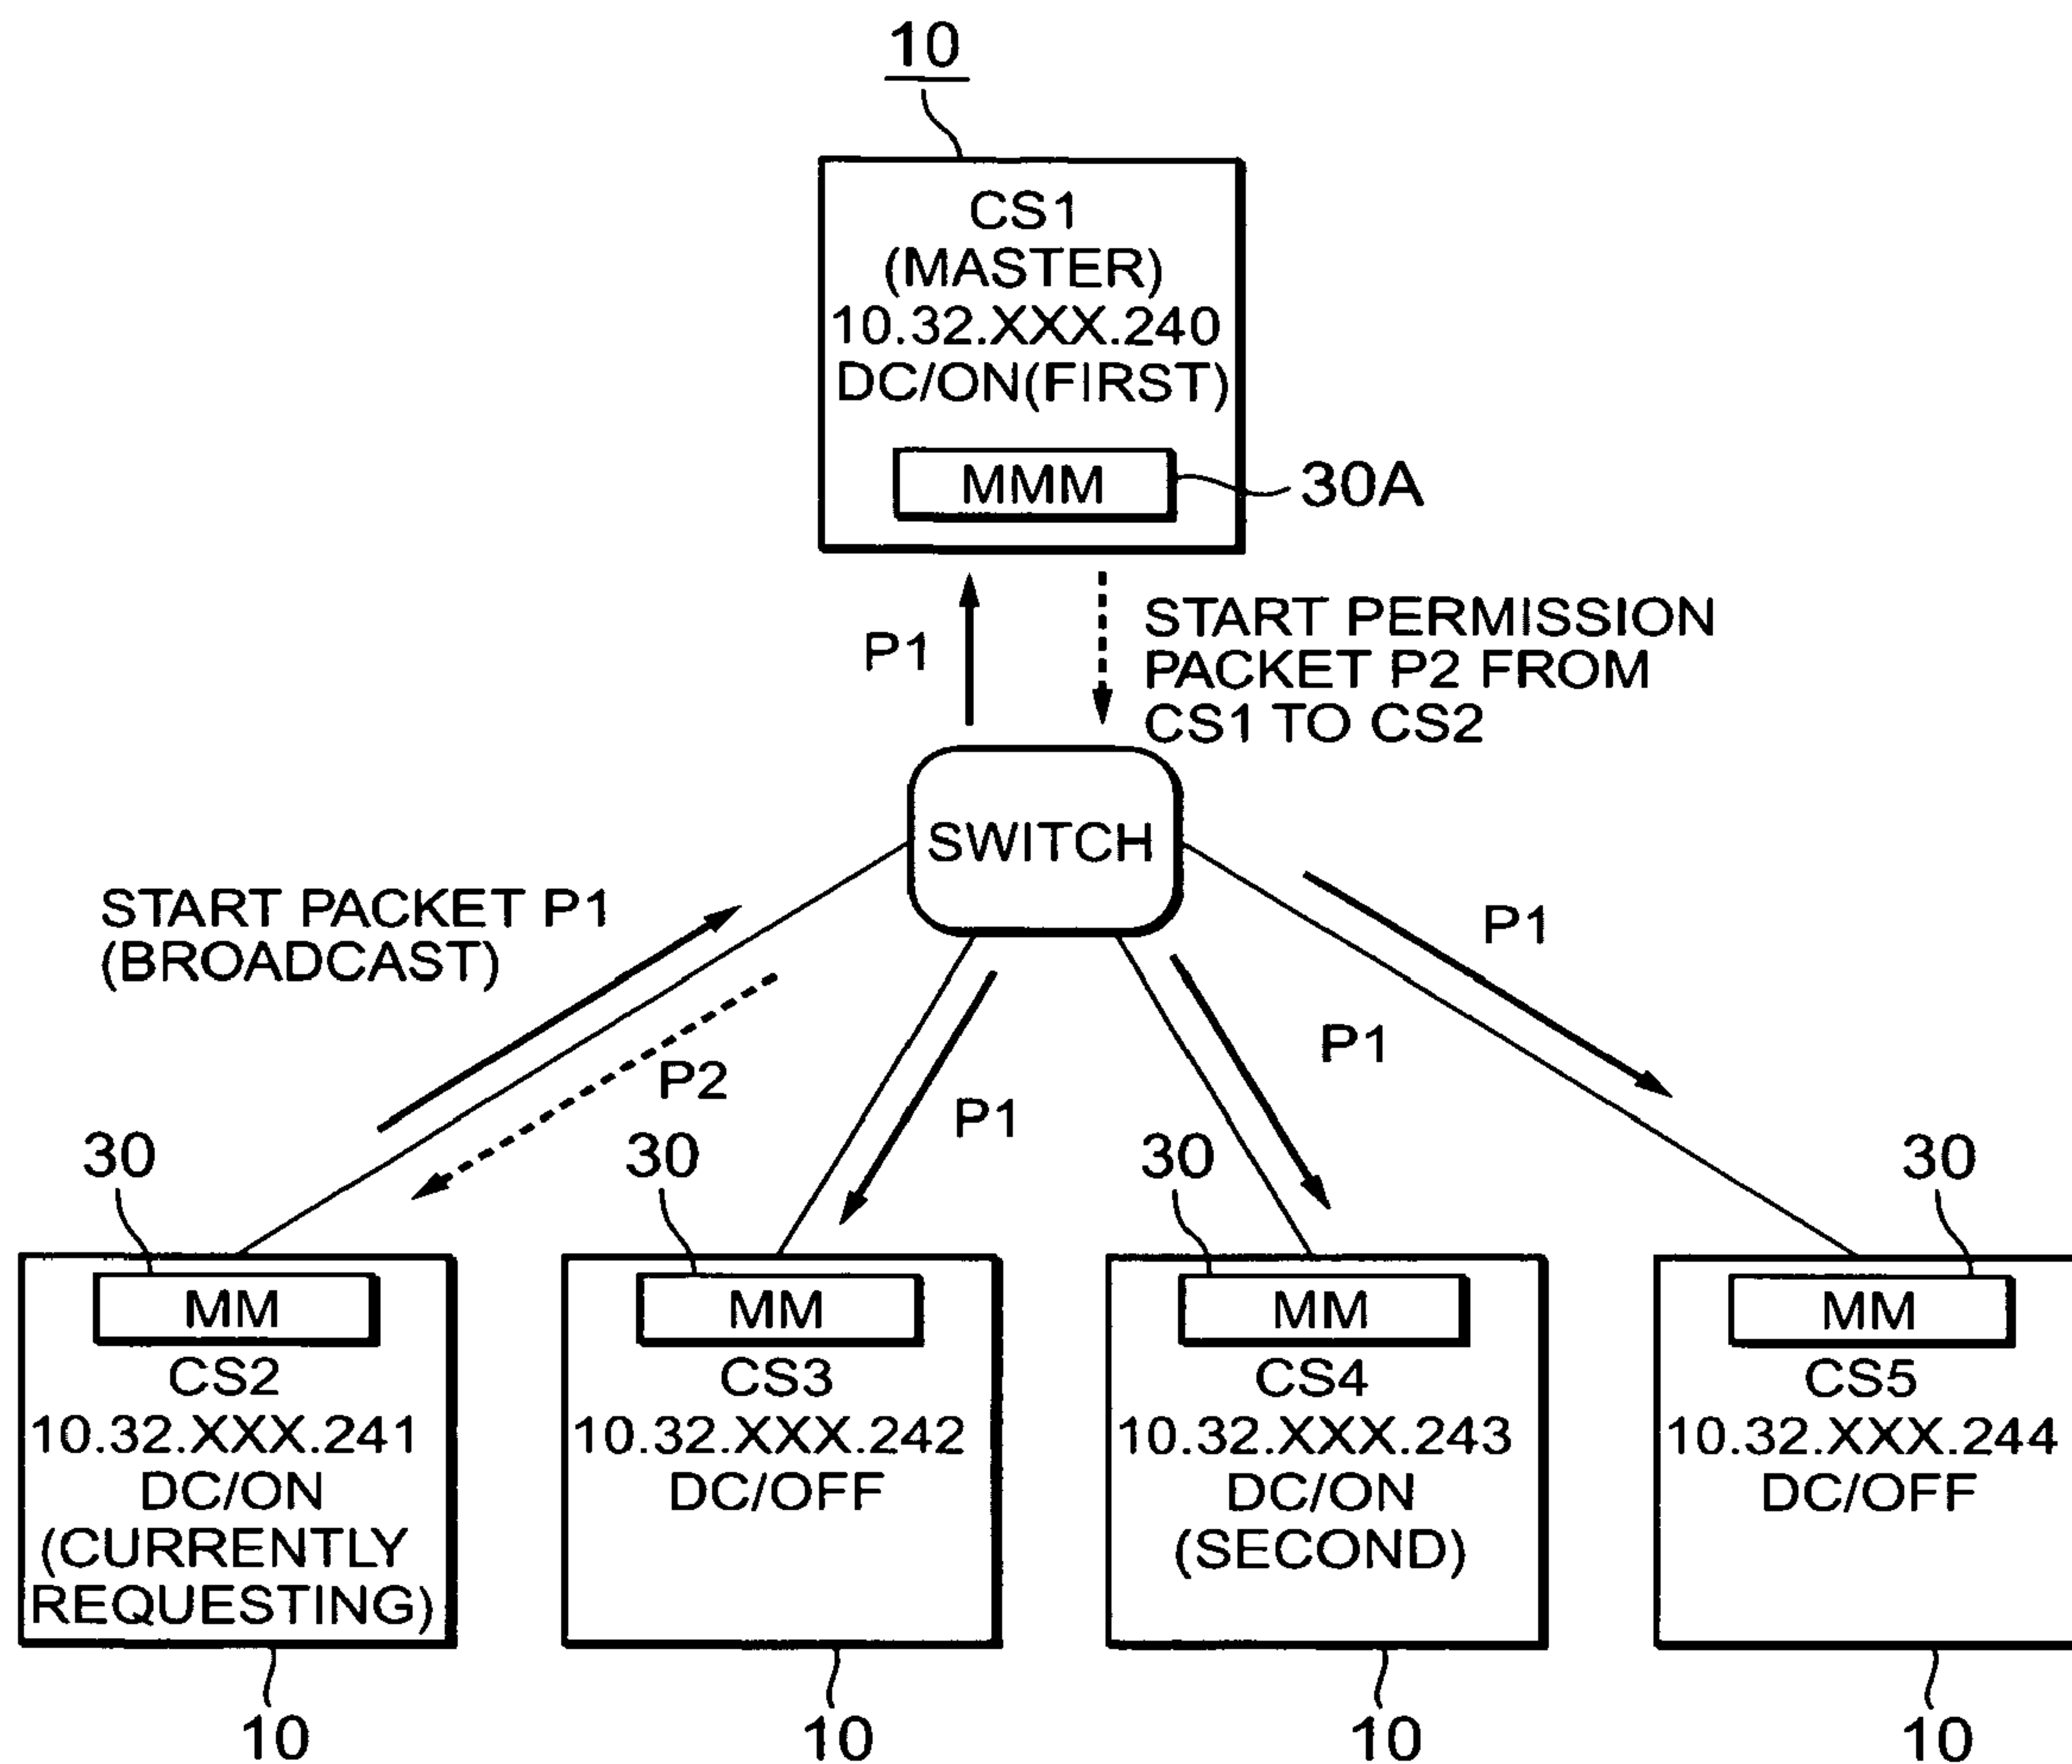 10
CS1
(MASTER)
10.32.XXX.240
DC/ON(FIRST)
MMM
30A
P1
START PERMISSION
PACKET P2 FROM
CS1 TO CS2
SWITCH
START PACKET P1
(BROADCAST)
P2
P1
P1
P1
30
30
30
30
MM
CS2
10.32.XXX.241
DC/ON
(CURRENTLY
REQUESTING)
10
MM
CS3
10.32.XXX.242
DC/OFF
10
MM
CS4
10.32.XXX.243
DC/ON
(SECOND)
10
MM
CS5
10.32.XXX.244
DC/OFF
10